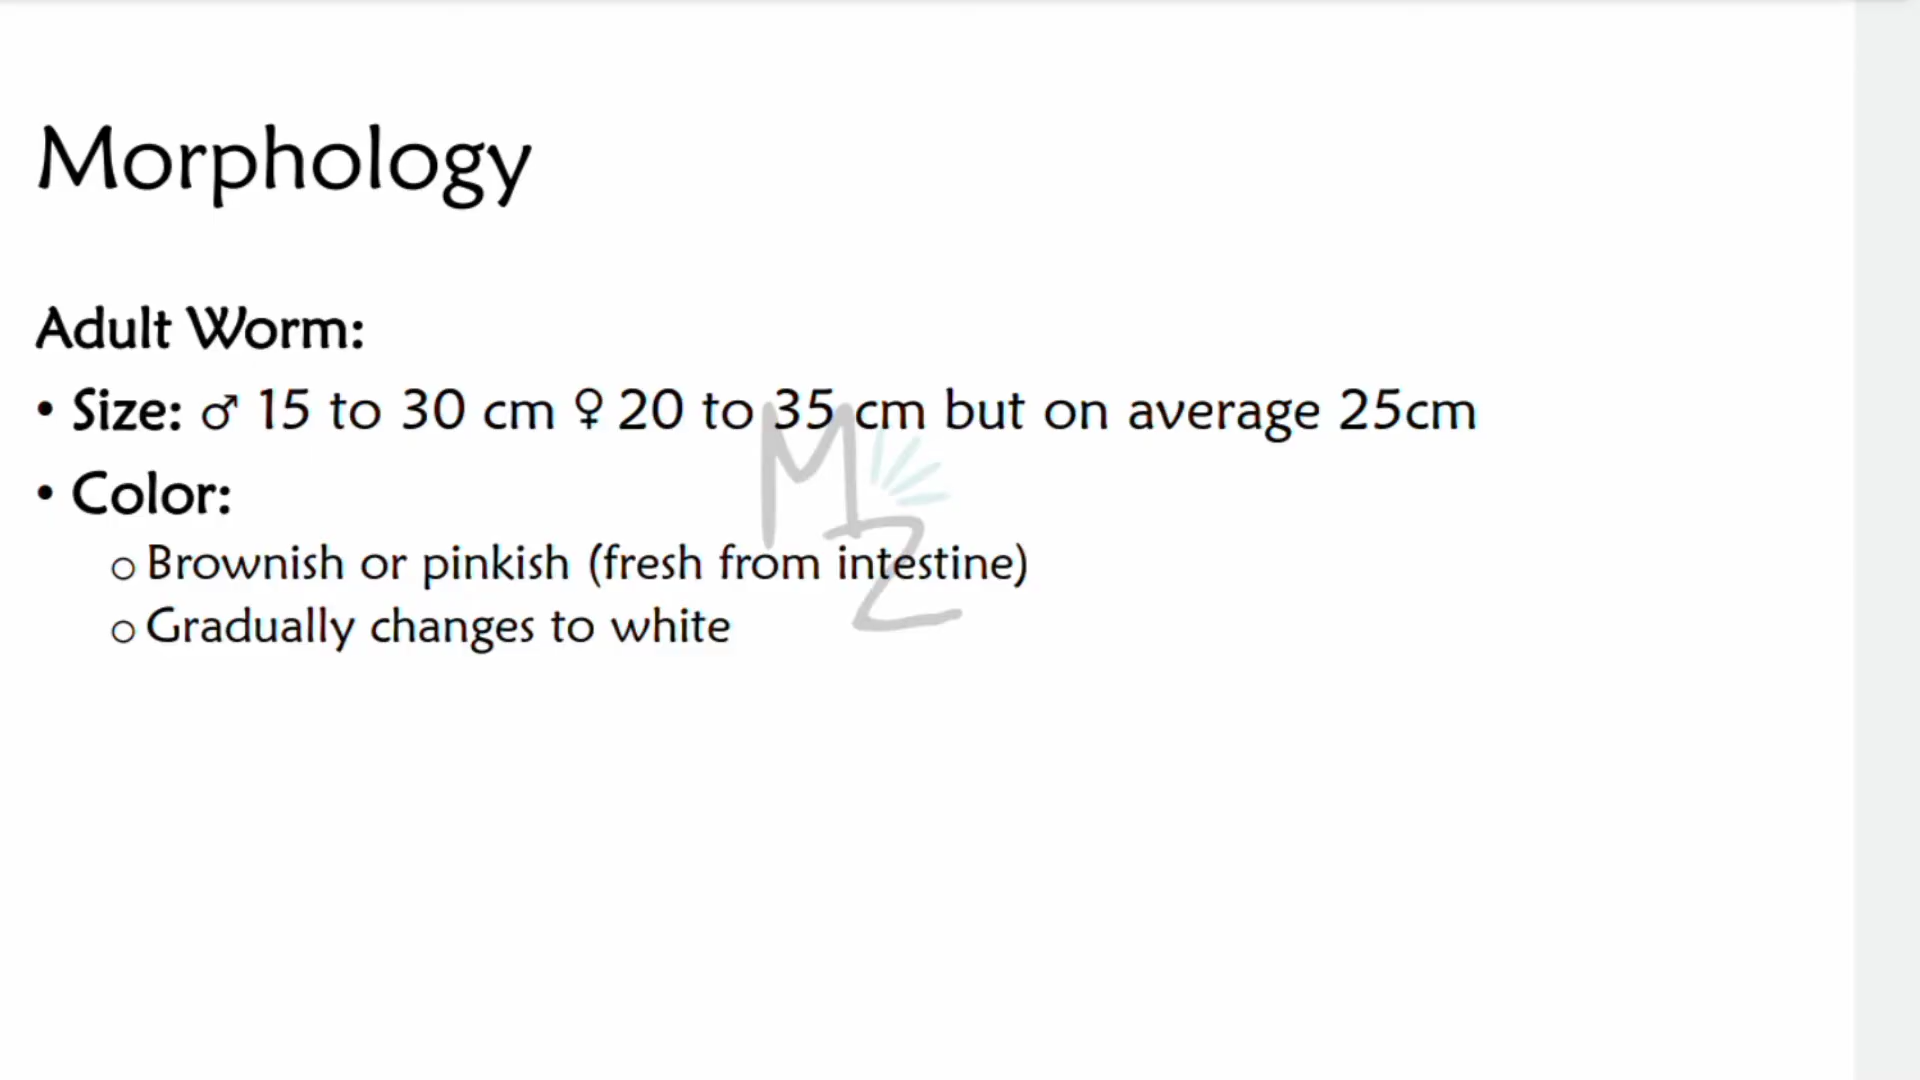 Morphology
Adult Worm:
• Size: ♂ 15 to 30 cm ♀ 20 to 35 cm but on average 25cm
• Color:
o Brownish or pinkish (fresh from intestine)
o Gradually changes to white
MZ